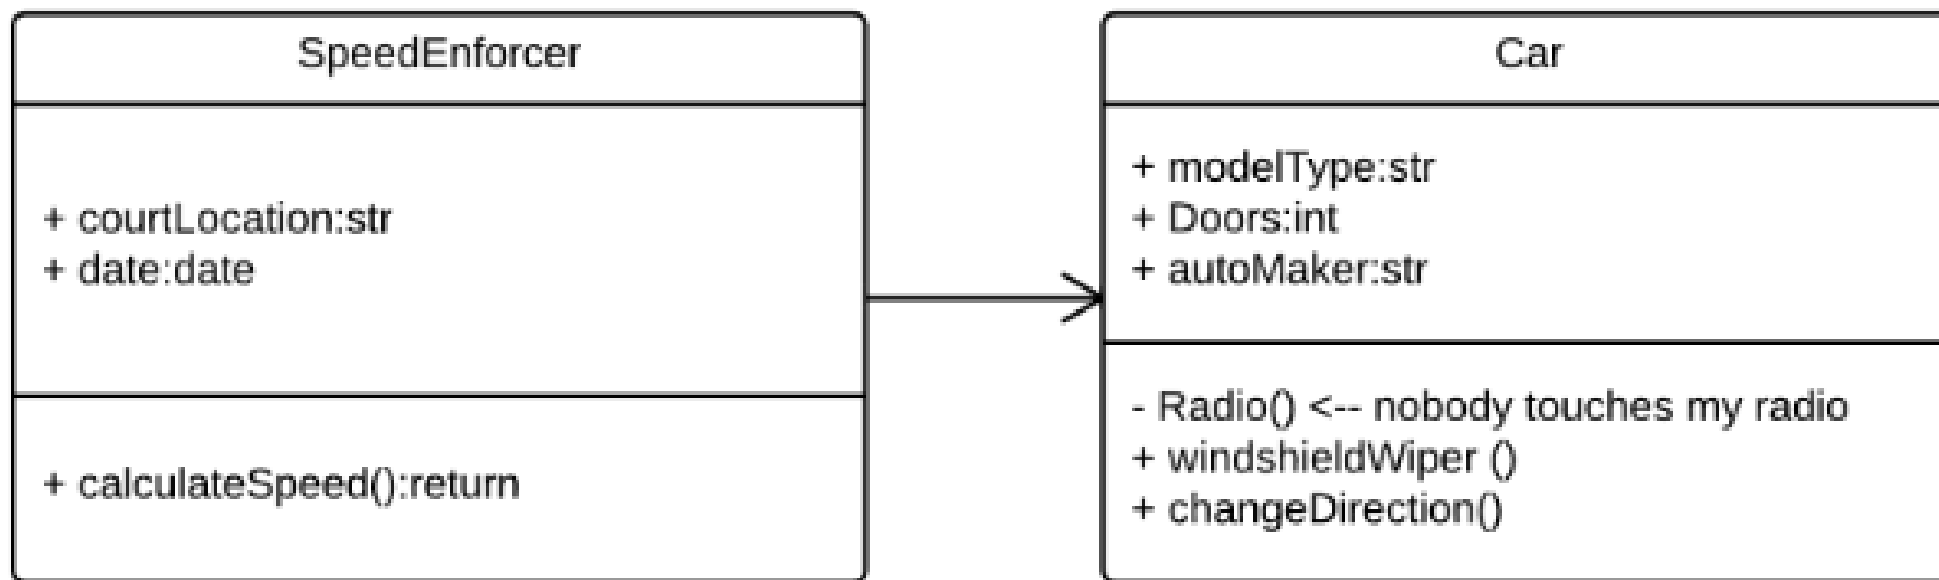 SpeedEnforcer
+ courtLocation:str
+ date:date
+ calculateSpeed():return
Car
+ modelType:str
+ Doors:int
+ autoMaker:str
- Radio() <-- nobody touches my radio
+ windshieldWiper ()
+ changeDirection()